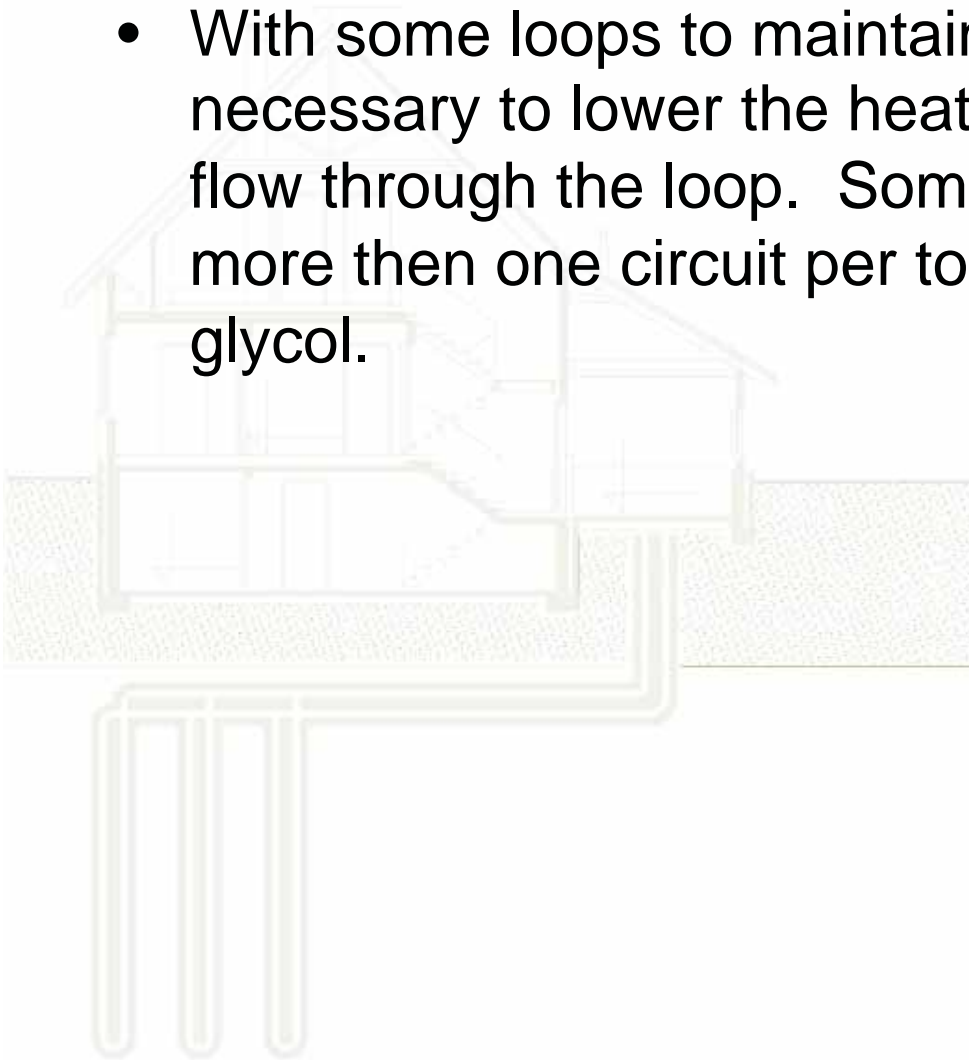 • With some loops to maintain
necessary to lower the heat
flow through the loop.  Som
more then one circuit per to
glycol.